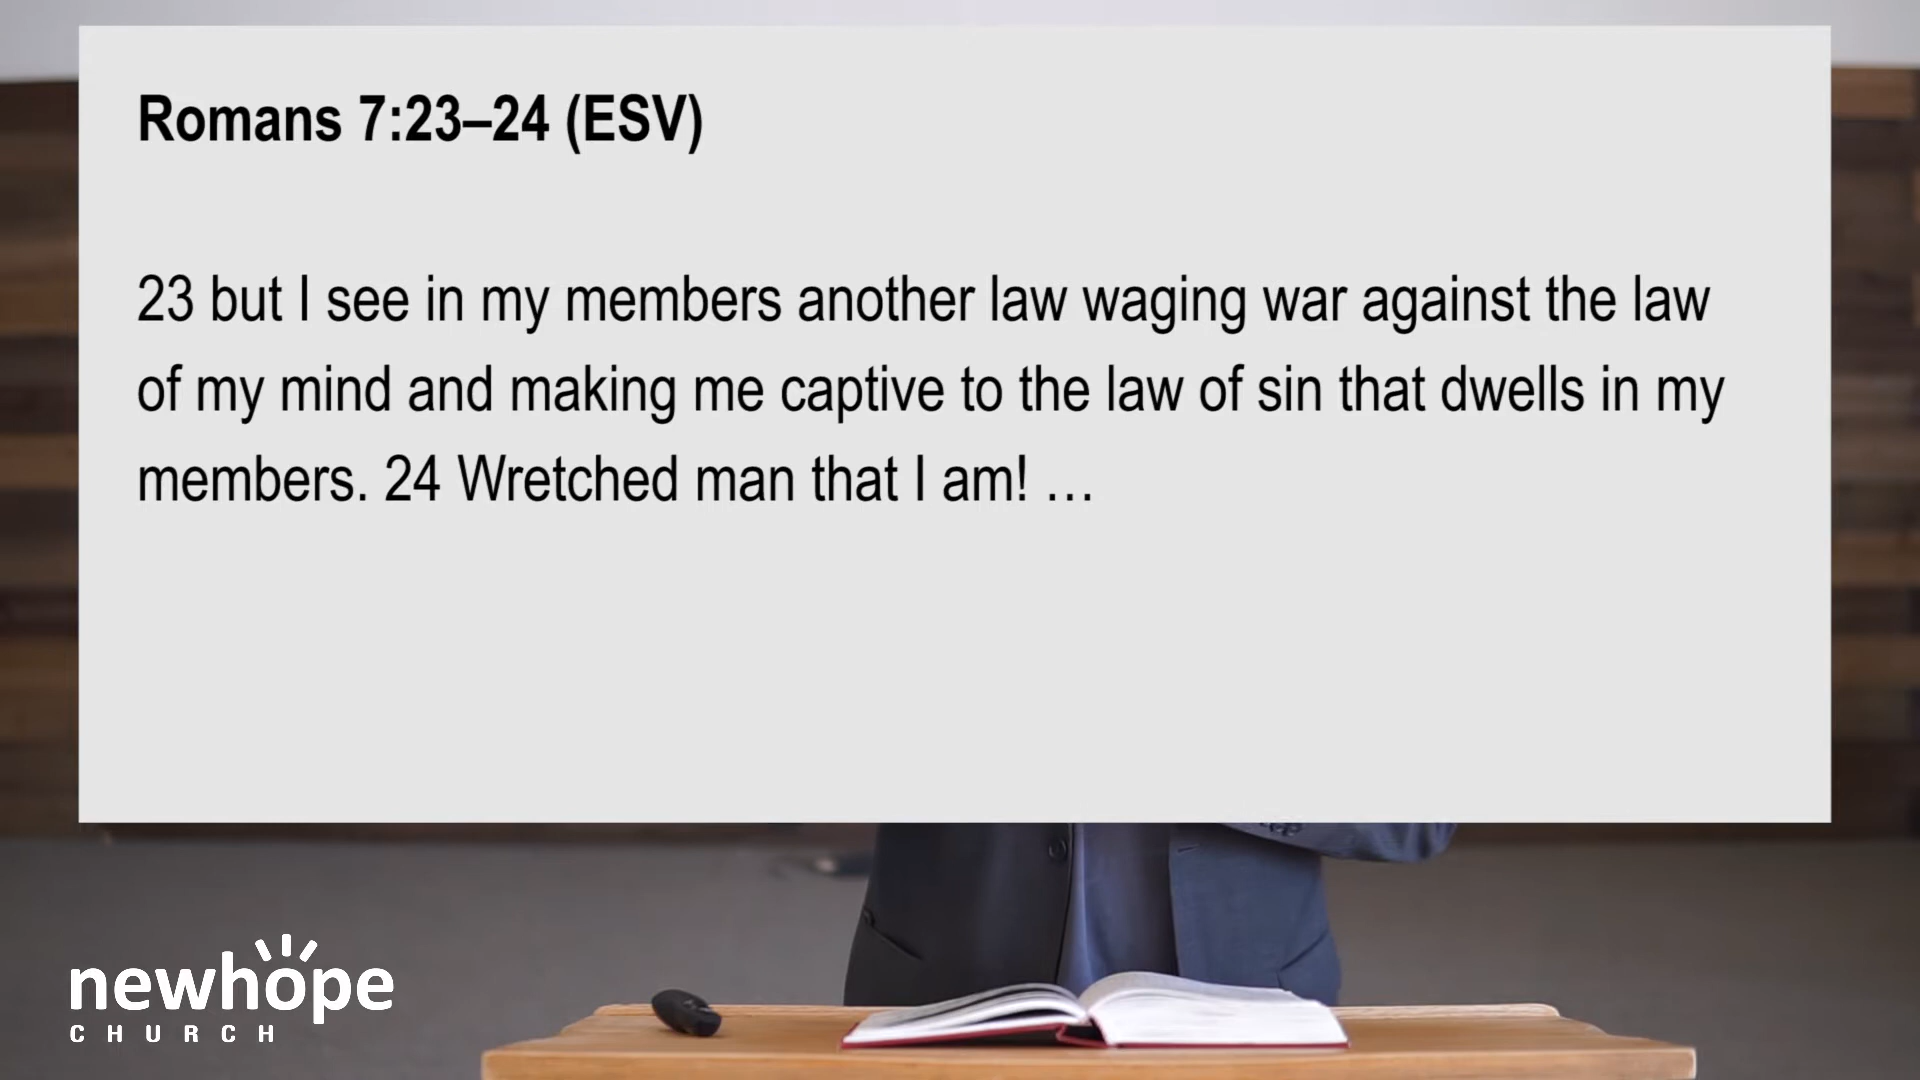 Romans 7:23–24 (ESV)
23 but I see in my members another law waging war against the law
of my mind and making me captive to the law of sin that dwells in my
members. 24 Wretched man that I am! …
newhope
CHURCH